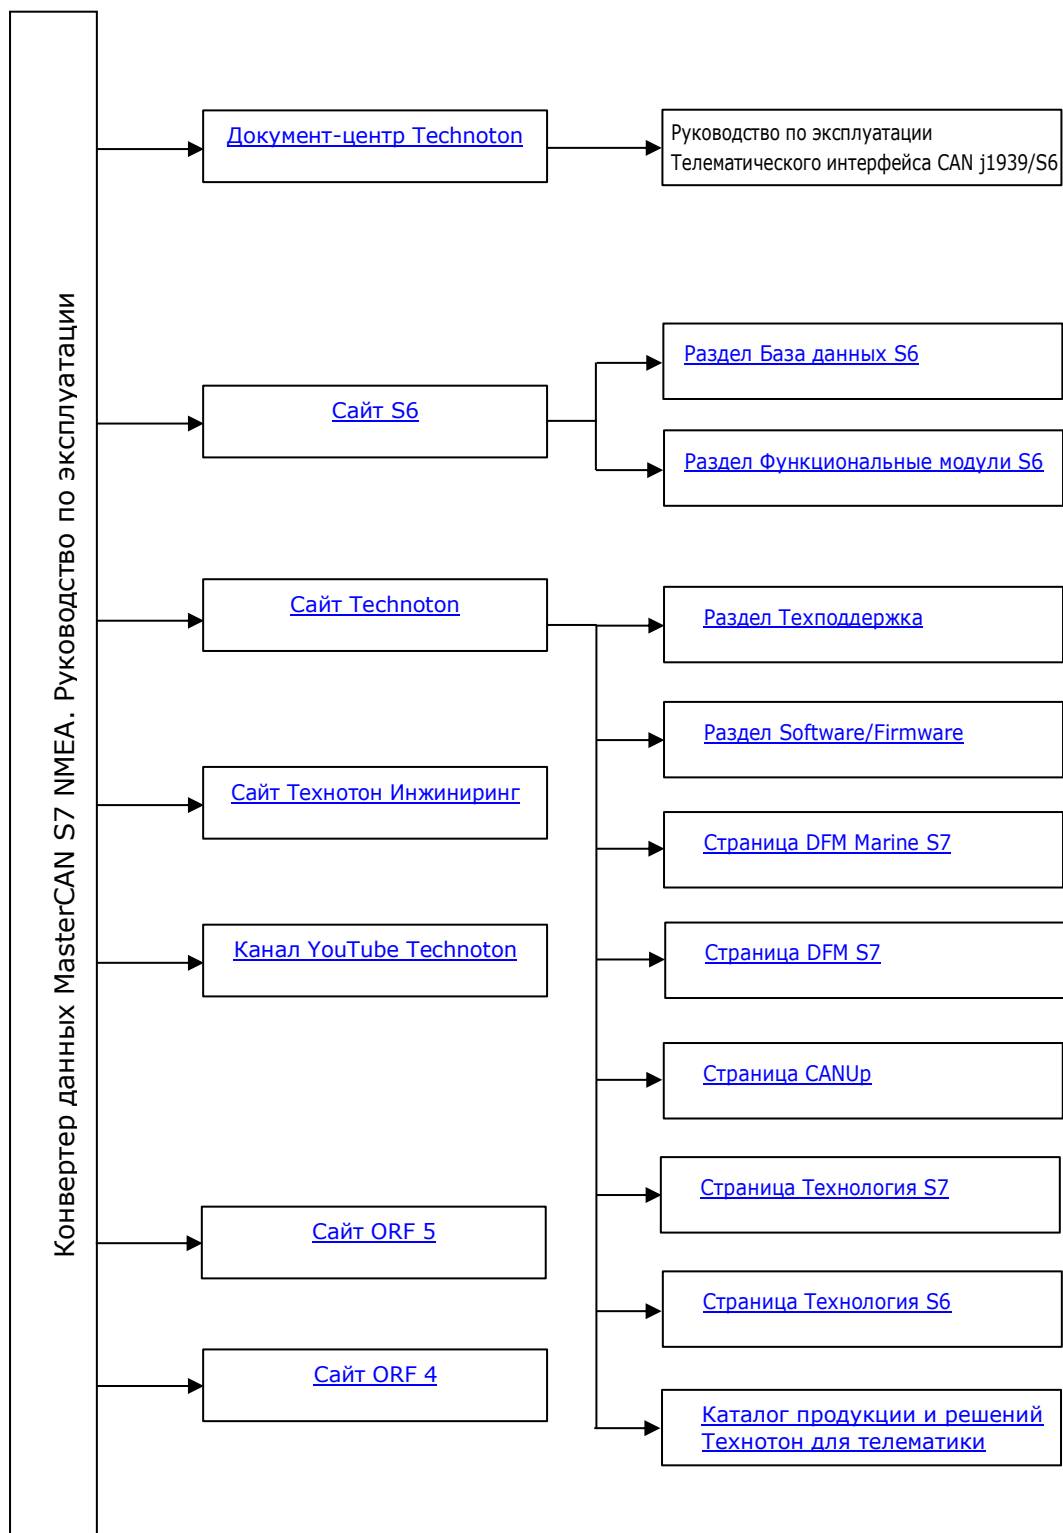 Конвертер данных MasterCAN S7 NMEA. Руководство по эксплуатации
Документ-центр Technoton
Руководство по эксплуатации
Телематического интерфейса CAN j1939/S6
Сайт S6
Раздел База данных S6
Раздел Функциональные модули S6
Сайт Technoton
Раздел Техподдержка
Раздел Software/Firmware
Страница DFM Marine S7
Страница DFM S7
Страница CANUp
Страница Технология S7
Страница Технология S6
Каталог продукции и решений
Технотон для телематики
Сайт Технотон Инжиниринг
Канал YouTube Technoton
Сайт ORF 5
Сайт ORF 4